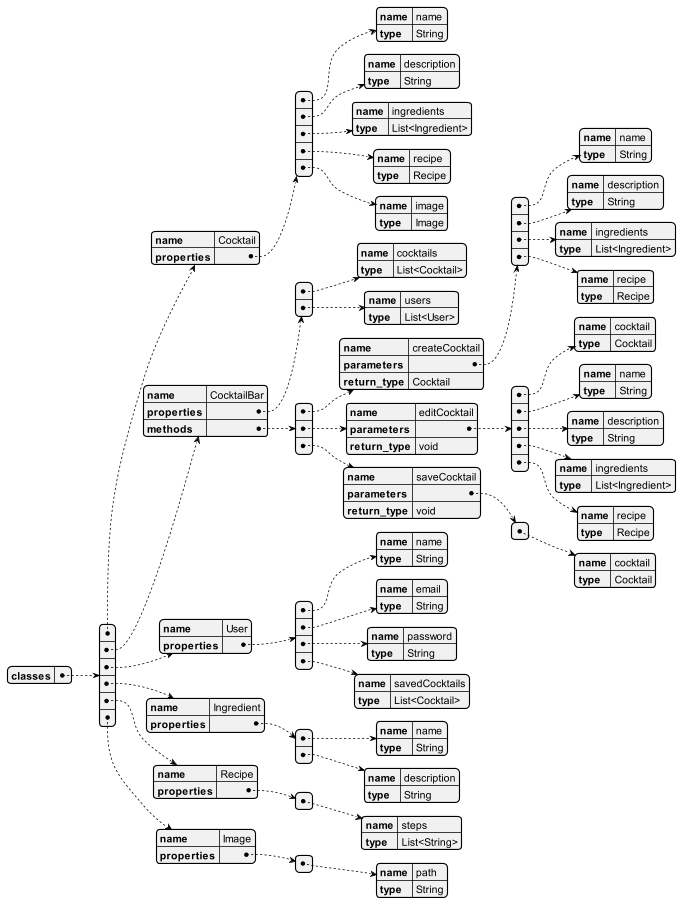 classes
name Cocktail
properties
name name
type String
name description
type String
name ingredients
type List<Ingredient>
name recipe
type Recipe
name image
type Image
name CocktailBar
properties
methods
name cocktails
type List<Cocktail>
name users
type List<User>
name createCocktail
parameters
return_type Cocktail
name name
type String
name description
type String
name ingredients
type List<Ingredient>
name recipe
type Recipe
name editCocktail
parameters
return_type void
name cocktail
type Cocktail
name name
type String
name description
type String
name ingredients
type List<Ingredient>
name recipe
type Recipe
name saveCocktail
parameters
return_type void
name cocktail
type Cocktail
name User
properties
name name
type String
name email
type String
name password
type String
name savedCocktails
type List<Cocktail>
name Ingredient
properties
name name
type String
name description
type String
name Recipe
properties
name steps
type List<String>
name Image
properties
name path
type String